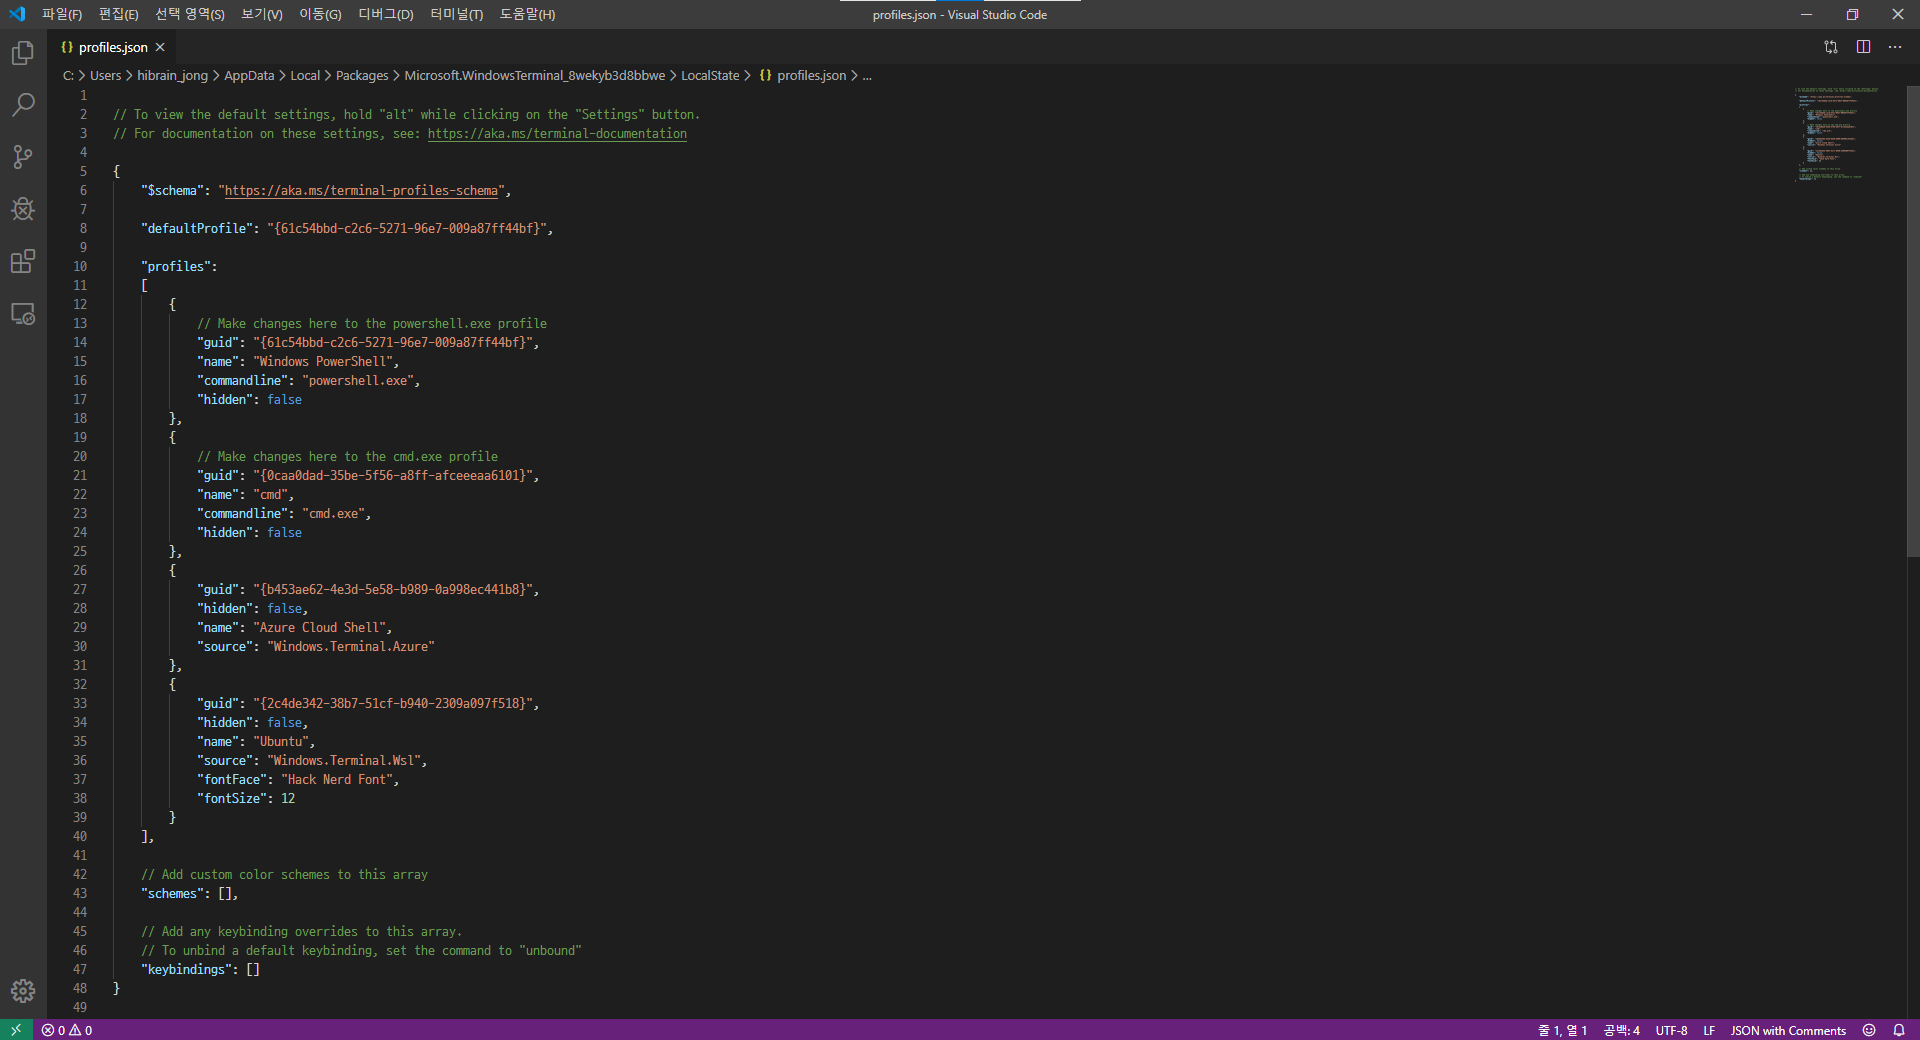 파일(F) 편집(E) 선택 영역(S) 보기(V) 이동(G) 디버그(D) 터미널(T) 도움말(H) profiles.json - Visual Studio Code
{} profiles.json
C: > Users > hibrain_jong > AppData > Local > Packages > Microsoft.WindowsTerminal_8wekyb3d8bbwe > LocalState > {} profiles.json > ...
1
2 // To view the default settings, hold "alt" while clicking on the "Settings" button.
3 // For documentation on these settings, see: https://aka.ms/terminal-documentation
4
5 {
6 "$schema": "https://aka.ms/terminal-profiles-schema",
7
8 "defaultProfile": "{61c54bbd-c2c6-5271-96e7-009a87ff44bf}",
9
10 "profiles":
11 [
12 {
13 // Make changes here to the powershell.exe profile
14 "guid": "{61c54bbd-c2c6-5271-96e7-009a87ff44bf}",
15 "name": "Windows PowerShell",
16 "commandline": "powershell.exe",
17 "hidden": false
18 },
19 {
20 // Make changes here to the cmd.exe profile
21 "guid": "{0caa0dad-35be-5f56-a8ff-afceeeaa6101}",
22 "name": "cmd",
23 "commandline": "cmd.exe",
24 "hidden": false
25 },
26 {
27 "guid": "{b453ae62-4e3d-5e58-b989-0a998ec441b8}",
28 "hidden": false,
29 "name": "Azure Cloud Shell",
30 "source": "Windows.Terminal.Azure"
31 },
32 {
33 "guid": "{2c4de342-38b7-51cf-b940-2309a097f518}",
34 "hidden": false,
35 "name": "Ubuntu",
36 "source": "Windows.Terminal.Wsl",
37 "fontFace": "Hack Nerd Font",
38 "fontSize": 12
39 }
40 ],
41
42 // Add custom color schemes to this array
43 "schemes": [],
44
45 // Add any keybinding overrides to this array.
46 // To unbind a default keybinding, set the command to "unbound"
47 "keybindings": []
48 }
49
0 0 줄 1, 열 1 공백: 4 UTF-8 LF JSON with Comments